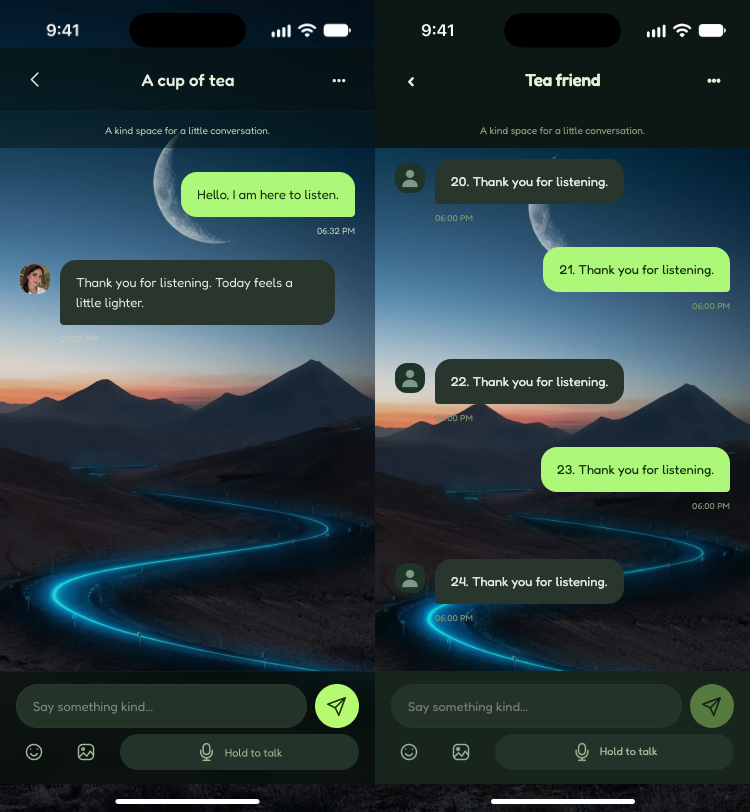 9:41
A cup of tea
A kind space for a little conversation.
Hello, I am here to listen.
06:32 PM
Thank you for listening. Today feels a
little lighter.
07:02 PM
Say something kind...
Hold to talk
9:41
Tea friend
A kind space for a little conversation.
20. Thank you for listening.
06:00 PM
21. Thank you for listening.
06:00 PM
22. Thank you for listening.
06:00 PM
23. Thank you for listening.
06:00 PM
24. Thank you for listening.
06:00 PM
Say something kind...
Hold to talk